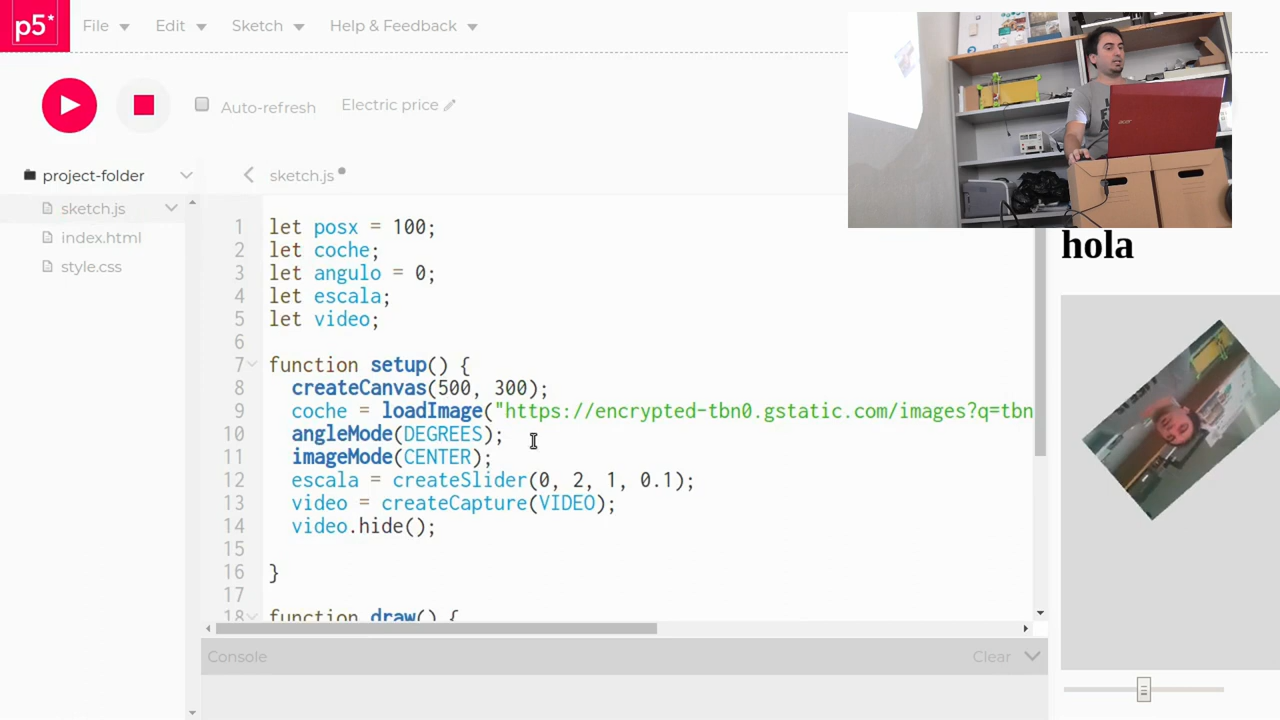 p5*
File
Edit
Sketch
Help & Feedback
Auto-refresh
Electric price
project-folder
sketch.js
index.html
style.css
sketch.js
1 let posx = 100;
2 let coche;
3 let angulo = 0;
4 let escala;
5 let video;
6
7 function setup() {
8 createCanvas(500, 300);
9 coche = loadImage("https://encrypted-tbn0.gstatic.com/images?q=tbn
10 angleMode(DEGREES);
11 imageMode(CENTER);
12 escala = createSlider(0, 2, 1, 0.1);
13 video = createCapture(VIDEO);
14 video.hide();
15
16 }
17
18 function draw() {
Console
Clear
acer
hola